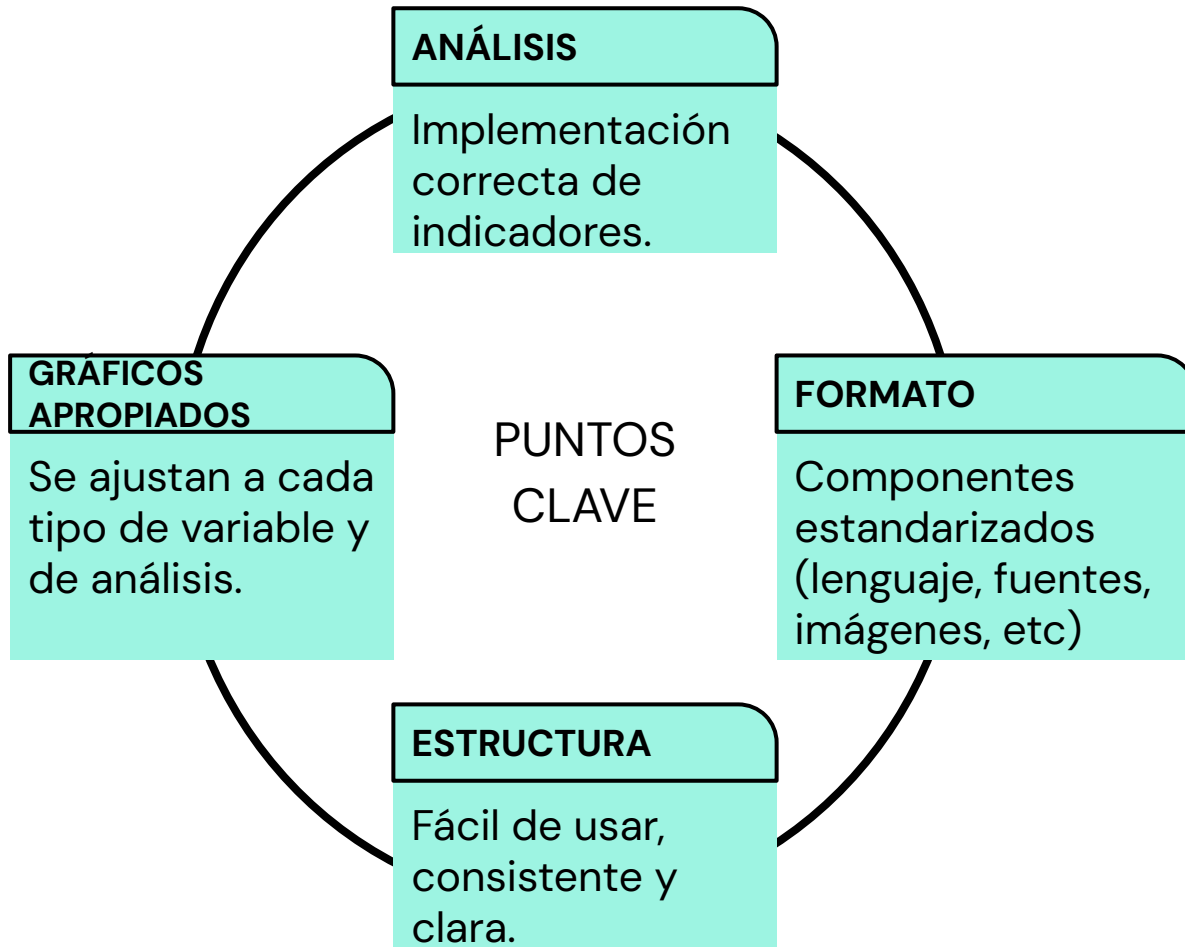 ANÁLISIS
Implementación
correcta de
indicadores.
GRÁFICOS
APROPIADOS
Se ajustan a cada
tipo de variable y
de análisis.
PUNTOS
CLAVE
FORMATO
Componentes
estandarizados
(lenguaje, fuentes,
imágenes, etc)
ESTRUCTURA
Fácil de usar,
consistente y
clara.